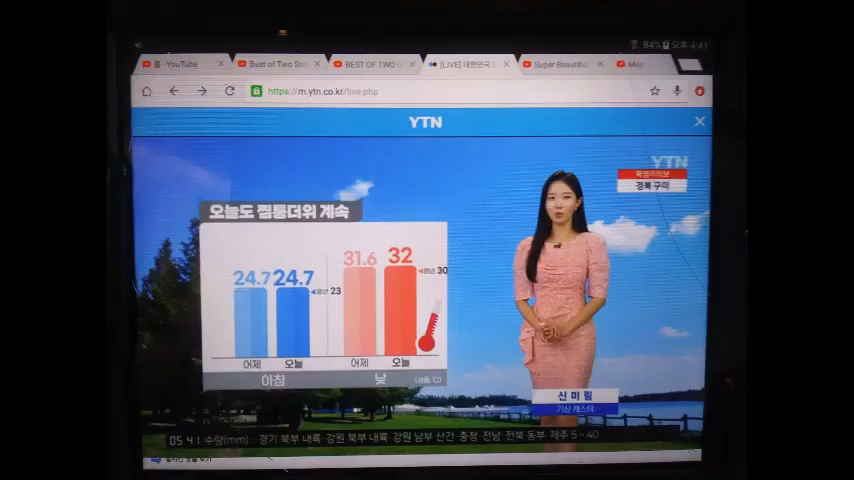 84% 오후 4:41
YouTube
Best of Two Ste
BEST OF TWO S
[LIVE] 대한민국 2
Super Beautiful
https://m.ytn.co.kr/live.php
YTN
YTN
폭염주의보
경북 구미
오늘도 찜통더위 계속
24.7
24.7
평년 23
31.6
32
평년 30
어제
오늘
어제
오늘
아침
낮
(서울,℃)
신미림
기상 캐스터
05:41 수량(mm) : 경기 북부 내륙·강원 북부 내륙·강원 남부 산간·충청·전남·전북 동부·제주 5~40